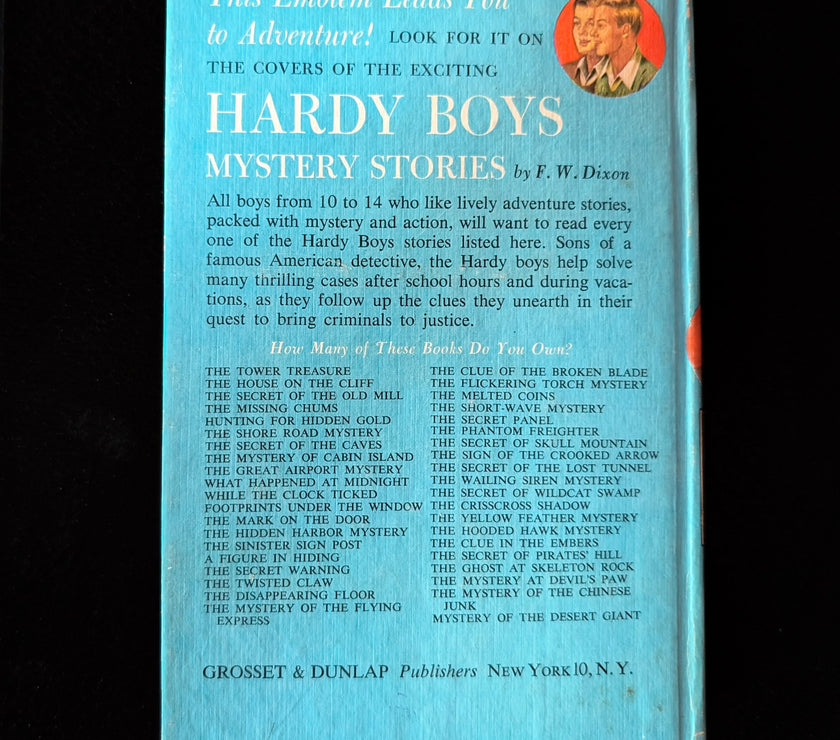 This Emblem Leads You
to Adventure! LOOK FOR IT ON
THE COVERS OF THE EXCITING
HARDY BOYS
MYSTERY STORIES by F. W. Dixon
All boys from 10 to 14 who like lively adventure stories,
packed with mystery and action, will want to read every
one of the Hardy Boys stories listed here. Sons of a
famous American detective, the Hardy boys help solve
many thrilling cases after school hours and during vaca-
tions, as they follow up the clues they unearth in their
quest to bring criminals to justice.
How Many of These Books Do You Own?
THE TOWER TREASURE
THE HOUSE ON THE CLIFF
THE SECRET OF THE OLD MILL
THE MISSING CHUMS
HUNTING FOR HIDDEN GOLD
THE SHORE ROAD MYSTERY
THE SECRET OF THE CAVES
THE MYSTERY OF CABIN ISLAND
THE GREAT AIRPORT MYSTERY
WHAT HAPPENED AT MIDNIGHT
WHILE THE CLOCK TICKED
FOOTPRINTS UNDER THE WINDOW
THE MARK ON THE DOOR
THE HIDDEN HARBOR MYSTERY
THE SINISTER SIGN POST
A FIGURE IN HIDING
THE SECRET WARNING
THE TWISTED CLAW
THE DISAPPEARING FLOOR
THE MYSTERY OF THE FLYING
EXPRESS
THE CLUE OF THE BROKEN BLADE
THE FLICKERING TORCH MYSTERY
THE MELTED COINS
THE SHORT-WAVE MYSTERY
THE SECRET PANEL
THE PHANTOM FREIGHTER
THE SECRET OF SKULL MOUNTAIN
THE SIGN OF THE CROOKED ARROW
THE SECRET OF THE LOST TUNNEL
THE WAILING SIREN MYSTERY
THE SECRET OF WILDCAT SWAMP
THE CRISSCROSS SHADOW
THE YELLOW FEATHER MYSTERY
THE HOODED HAWK MYSTERY
THE CLUE IN THE EMBERS
THE SECRET OF PIRATES' HILL
THE GHOST AT SKELETON ROCK
THE MYSTERY AT DEVIL'S PAW
THE MYSTERY OF THE CHINESE
JUNK
MYSTERY OF THE DESERT GIANT
GROSSET & DUNLAP Publishers NEW YORK 10, N. Y.